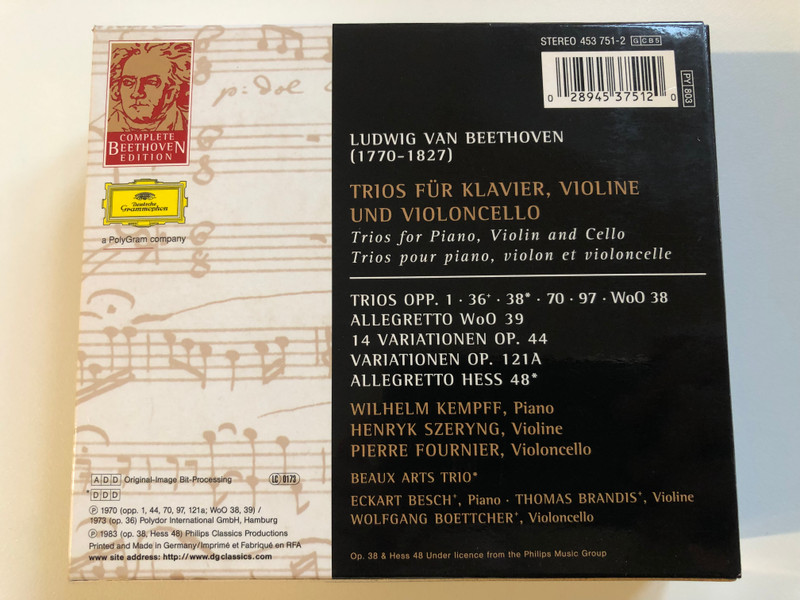 STEREO 453 751-2 GCB5
PY 803
0 28945 37512 0
p: dol
COMPLETE
BEETHOVEN
EDITION
Deutsche
Grammophon
a PolyGram company
LUDWIG VAN BEETHOVEN
(1770-1827)
TRIOS FÜR KLAVIER, VIOLINE
UND VIOLONCELLO
Trios for Piano, Violin and Cello
Trios pour piano, violon et violoncelle
TRIOS OPP. 1 · 36⁺ · 38* · 70 · 97 · WoO 38
ALLEGRETTO WoO 39
14 VARIATIONEN OP. 44
VARIATIONEN OP. 121A
ALLEGRETTO HESS 48*
WILHELM KEMPFF, Piano
HENRYK SZERYNG, Violine
PIERRE FOURNIER, Violoncello
BEAUX ARTS TRIO*
ECKART BESCH⁺, Piano · THOMAS BRANDIS⁺, Violine
WOLFGANG BOETTCHER⁺, Violoncello
Op. 38 & Hess 48 Under licence from the Philips Music Group
ADD Original-Image Bit-Processing LC 0173
*DDD
℗ 1970 (opp. 1, 44, 70, 97, 121a; WoO 38, 39) /
1973 (op. 36) Polydor International GmbH, Hamburg
℗ 1983 (op. 38, Hess 48) Philips Classics Productions
Printed and Made in Germany/Imprimé et Fabriqué en RFA
www site address: http://www.dgclassics.com